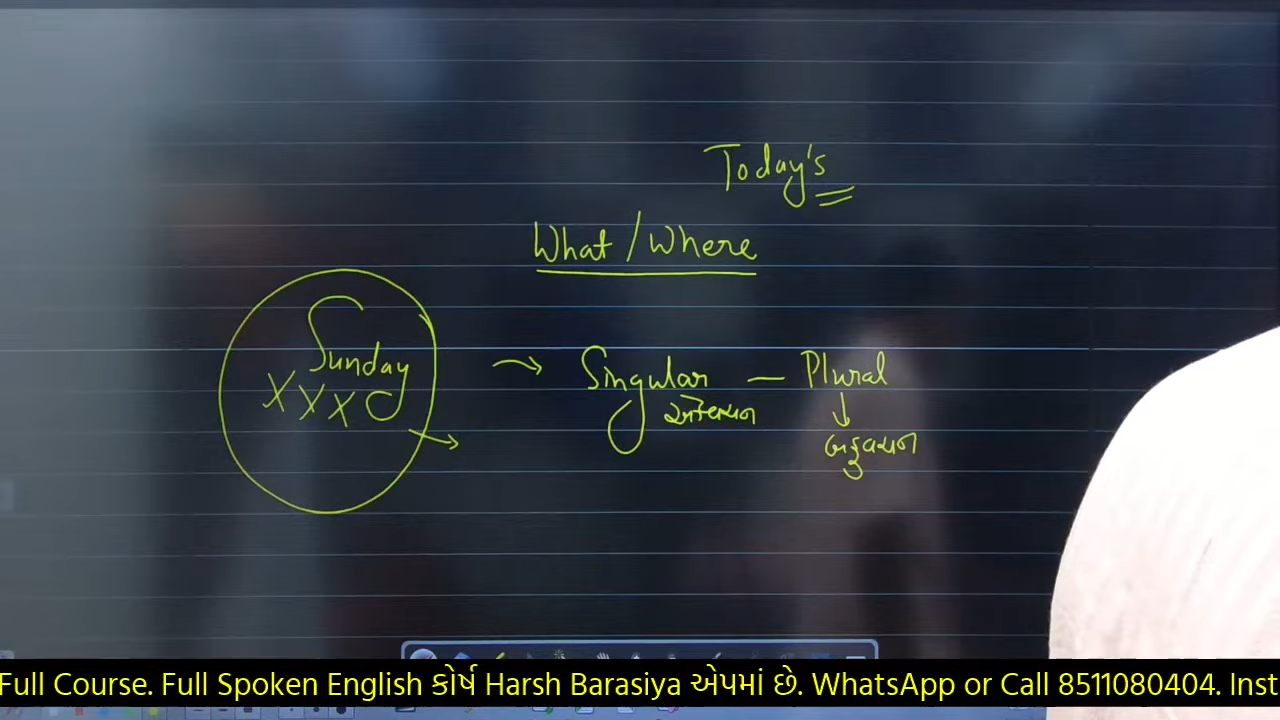 Today's
What / Where
Sunday
XXX
→ Singular — Plural
એકવચન
બહુવચન
Full Course. Full Spoken English કોર્ષ Harsh Barasiya એપમાં છે. WhatsApp or Call 8511080404. Inst